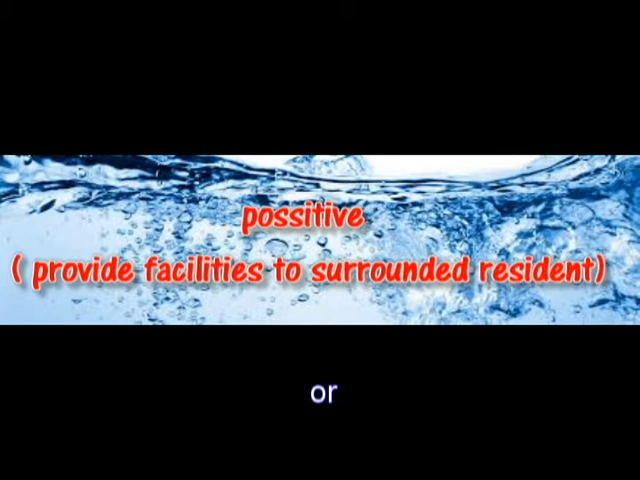 possitive
( provide facilities to surrounded resident)
or